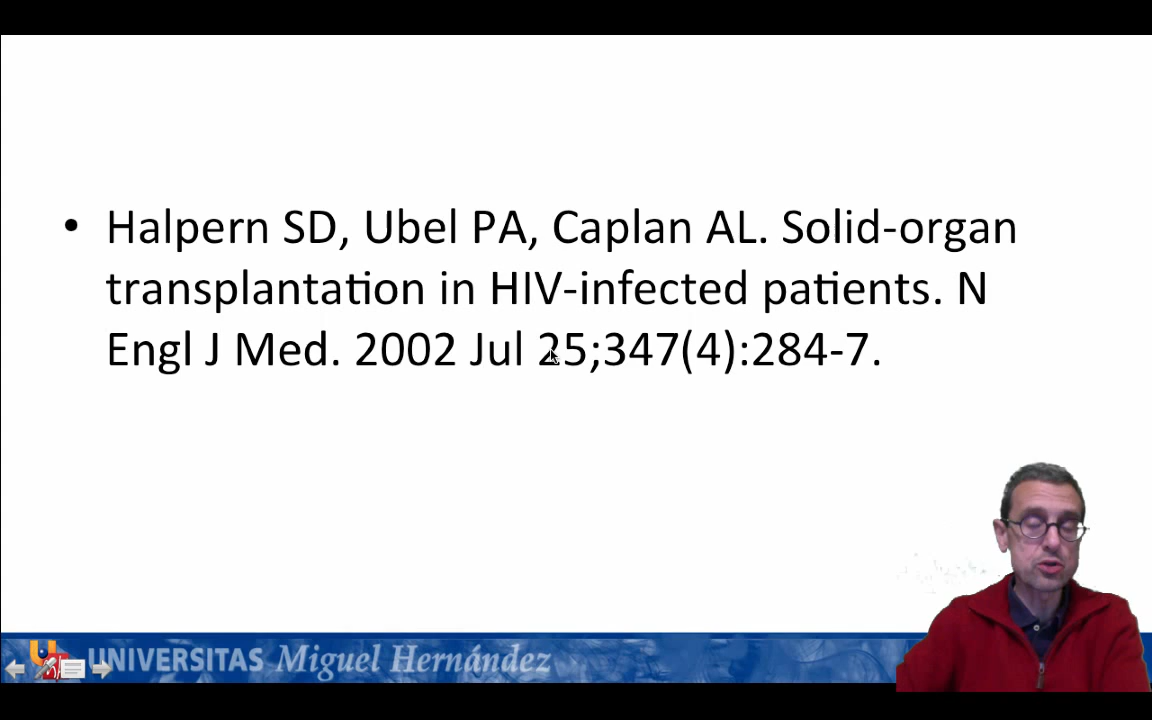 • Halpern SD, Ubel PA, Caplan AL. Solid-organ
transplantation in HIV-infected patients. N
Engl J Med. 2002 Jul 25;347(4):284-7.
UNIVERSITAS Miguel Hernández